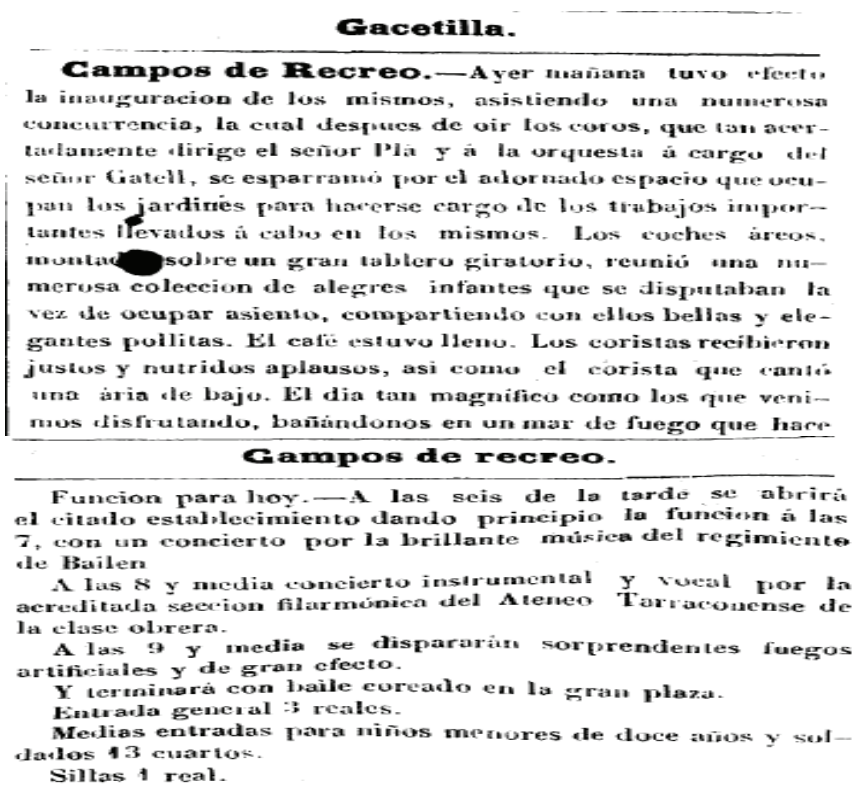 Gacetilla.
Campos de Recreo.—Ayer mañana tuvo efecto
la inauguracion de los mismos, asistiendo una numerosa
concurrencia, la cual despues de oir los coros, que tan acer-
tadamente dirige el señor Plá y á la orquesta á cargo del
señor Gatell, se esparramó por el adornado espacio que ocu-
pan los jardines para hacerse cargo de los trabajos impor-
tantes llevados á cabo en los mismos. Los coches áreos,
sobre un gran tablero giratorio, reunió una nu-
merosa coleccion de alegres infantes que se disputaban la
vez de ocupar asiento, compartiendo con ellos bellas y ele-
gantes pollitas. El café estuvo lleno. Los coristas recibieron
justos y nutridos aplausos, asi como el corista que cantó
una ária de bajo. El dia tan magnífico como los que veni-
mos disfrutando, bañándonos en un mar de fuego que hace
Campos de recreo.
Funcion para hoy.—A las seis de la tarde se abrirá
el citado establecimiento dando principio la funcion á las
7, con un concierto por la brillante música del regimiento
de Bailen
A las 8 y media concierto instrumental y vocal por la
acreditada seccion filarmónica del Ateneo Tarraconense de
la clase obrera.
A las 9 y media se dispararán sorprendentes fuegos
artificiales y de gran efecto.
Y terminará con baile coreado en la gran plaza.
Entrada general 3 reales.
Medias entradas para niños menores de doce años y sol-
dados 13 cuartos.
Sillas 1 real.